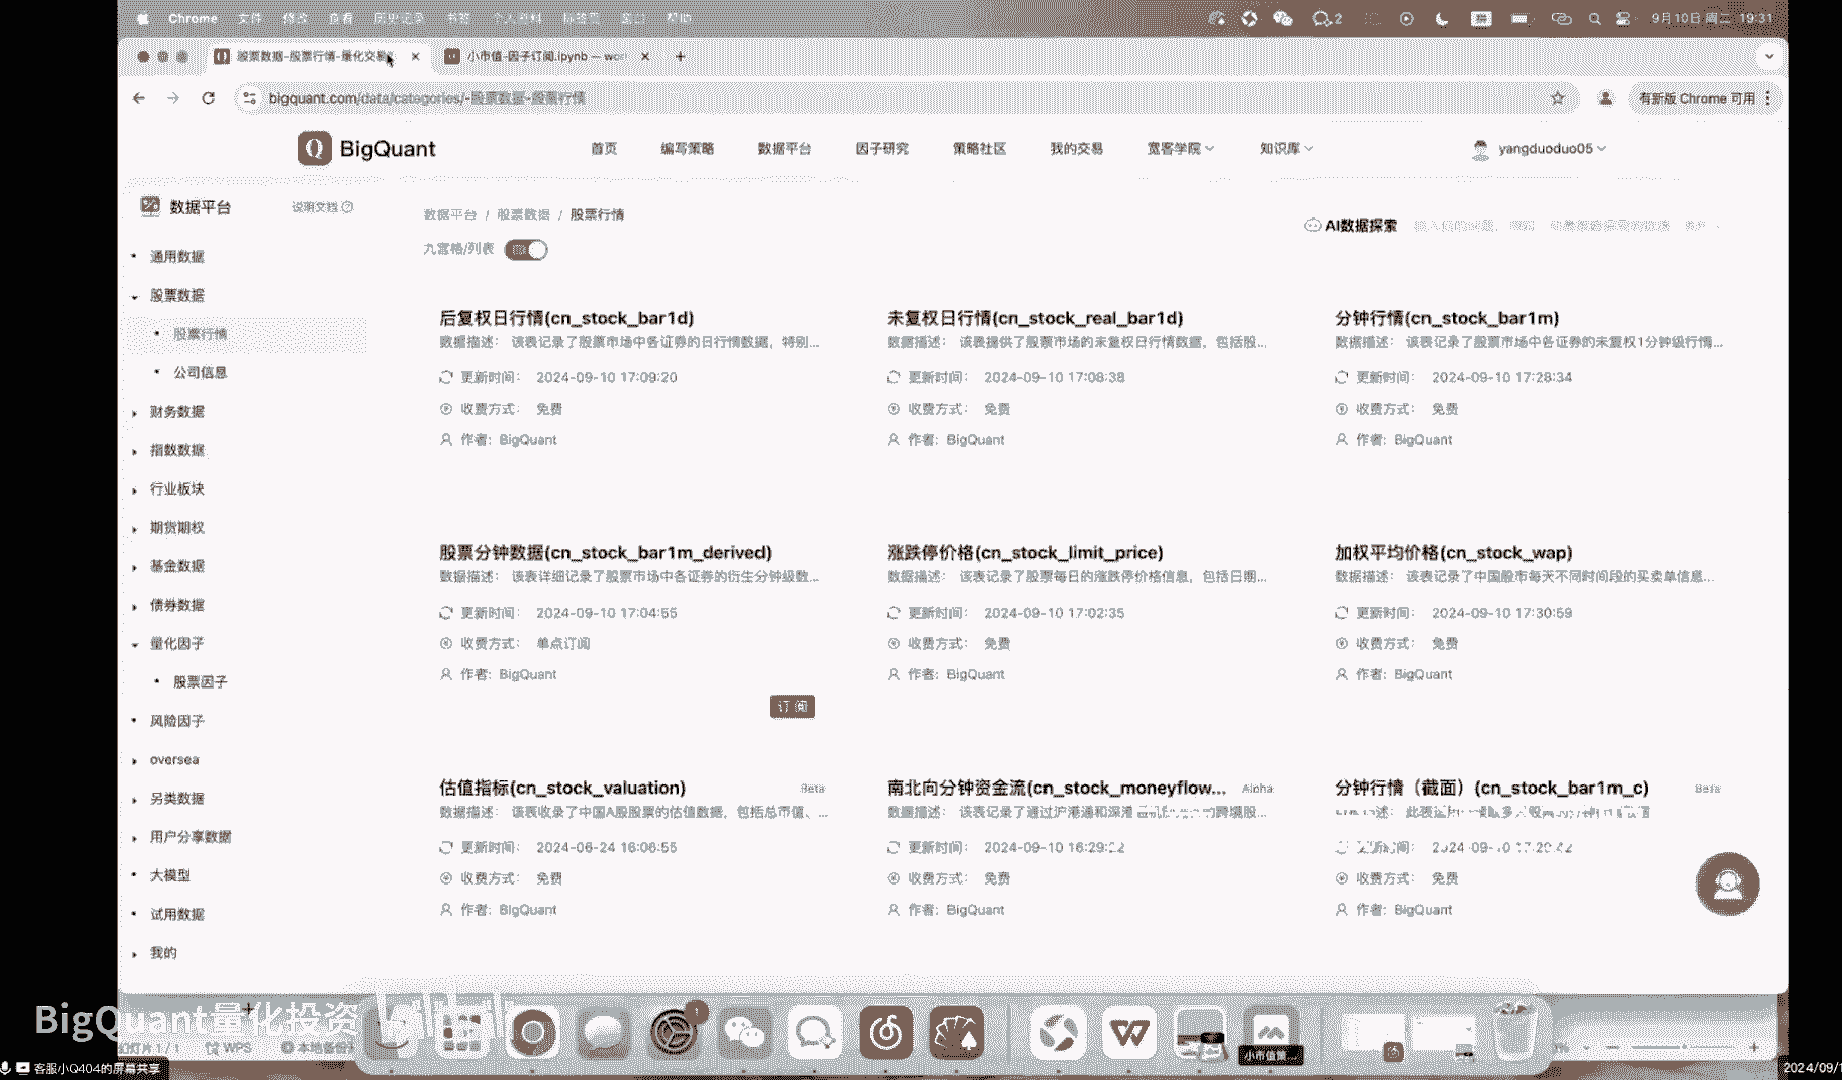 Chrome 文件 修改 查看 历史记录 书签 个人资料 标签页 窗口 帮助
2
9月10日 周二 19:31
股票数据-股票行情-量化交易
小市值-因子订阅.ipynb — wor
bigquant.com/data/categories/-股票数据-股票行情
有新版 Chrome 可用
BigQuant
首页 编写策略 数据平台 因子研究 策略社区 我的交易 宽客学院 知识库
yangduoduo05
数据平台 说明文档
通用数据
股票数据
股票行情
公司信息
财务数据
指数数据
行业板块
期货期权
基金数据
债券数据
量化因子
股票因子
风险因子
oversea
另类数据
用户分享数据
大模型
试用数据
我的
数据平台 / 股票数据 / 股票行情
AI数据探索
九宫格/列表
后复权日行情(cn_stock_bar1d)
数据描述： 该表记录了股票市场中各证券的日行情数据，特别...
更新时间： 2024-09-10 17:09:20
收费方式： 免费
作者: BigQuant
未复权日行情(cn_stock_real_bar1d)
数据描述： 该表提供了股票市场的未复权日行情数据，包括股...
更新时间： 2024-09-10 17:08:38
收费方式： 免费
作者: BigQuant
分钟行情(cn_stock_bar1m)
数据描述： 该表记录了股票市场中各证券的未复权1分钟级行情...
更新时间： 2024-09-10 17:28:34
收费方式： 免费
作者: BigQuant
股票分钟数据(cn_stock_bar1m_derived)
数据描述： 该表详细记录了股票市场中各证券的衍生分钟级数...
更新时间： 2024-09-10 17:04:55
收费方式： 单点订阅
作者: BigQuant
订 阅
涨跌停价格(cn_stock_limit_price)
数据描述： 该表记录了股票每日的涨跌停价格信息，包括日期...
更新时间： 2024-09-10 17:02:35
收费方式： 免费
作者: BigQuant
加权平均价格(cn_stock_wap)
数据描述： 该表记录了中国股市每天不同时间段的买卖单信息...
更新时间： 2024-09-10 17:30:59
收费方式： 免费
作者: BigQuant
估值指标(cn_stock_valuation) Beta
数据描述： 该表收录了中国A股股票的估值数据，包括总市值、...
更新时间： 2024-06-24 16:06:55
收费方式： 免费
作者: BigQuant
南北向分钟资金流(cn_stock_moneyflow... Alpha
数据描述： 该表记录了通过沪港通和深港
更新时间： 2024-09-10 16:29:
收费方式： 免费
作者: BigQuant
分钟行情（截面）(cn_stock_bar1m_c) Beta
收费方式： 免费
作者: BigQuant
BigQuant量化投资
bilibili
幻灯片 1 / 1 WPS 本地备份
小市值策...
客服小Q404的屏幕共享
2024/09/